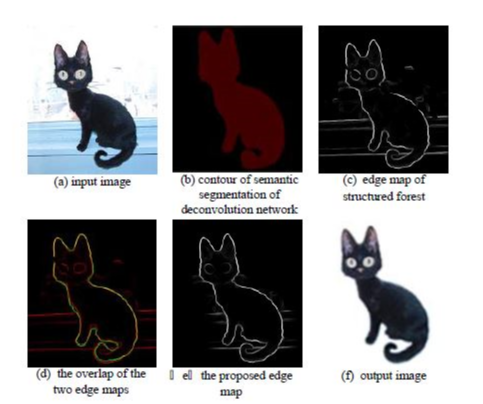 (a) input image
(b) contour of semantic
segmentation of
deconvolution network
(c) edge map of
structured forest
(d) the overlap of the
two edge maps
e the proposed edge
map
(f) output image